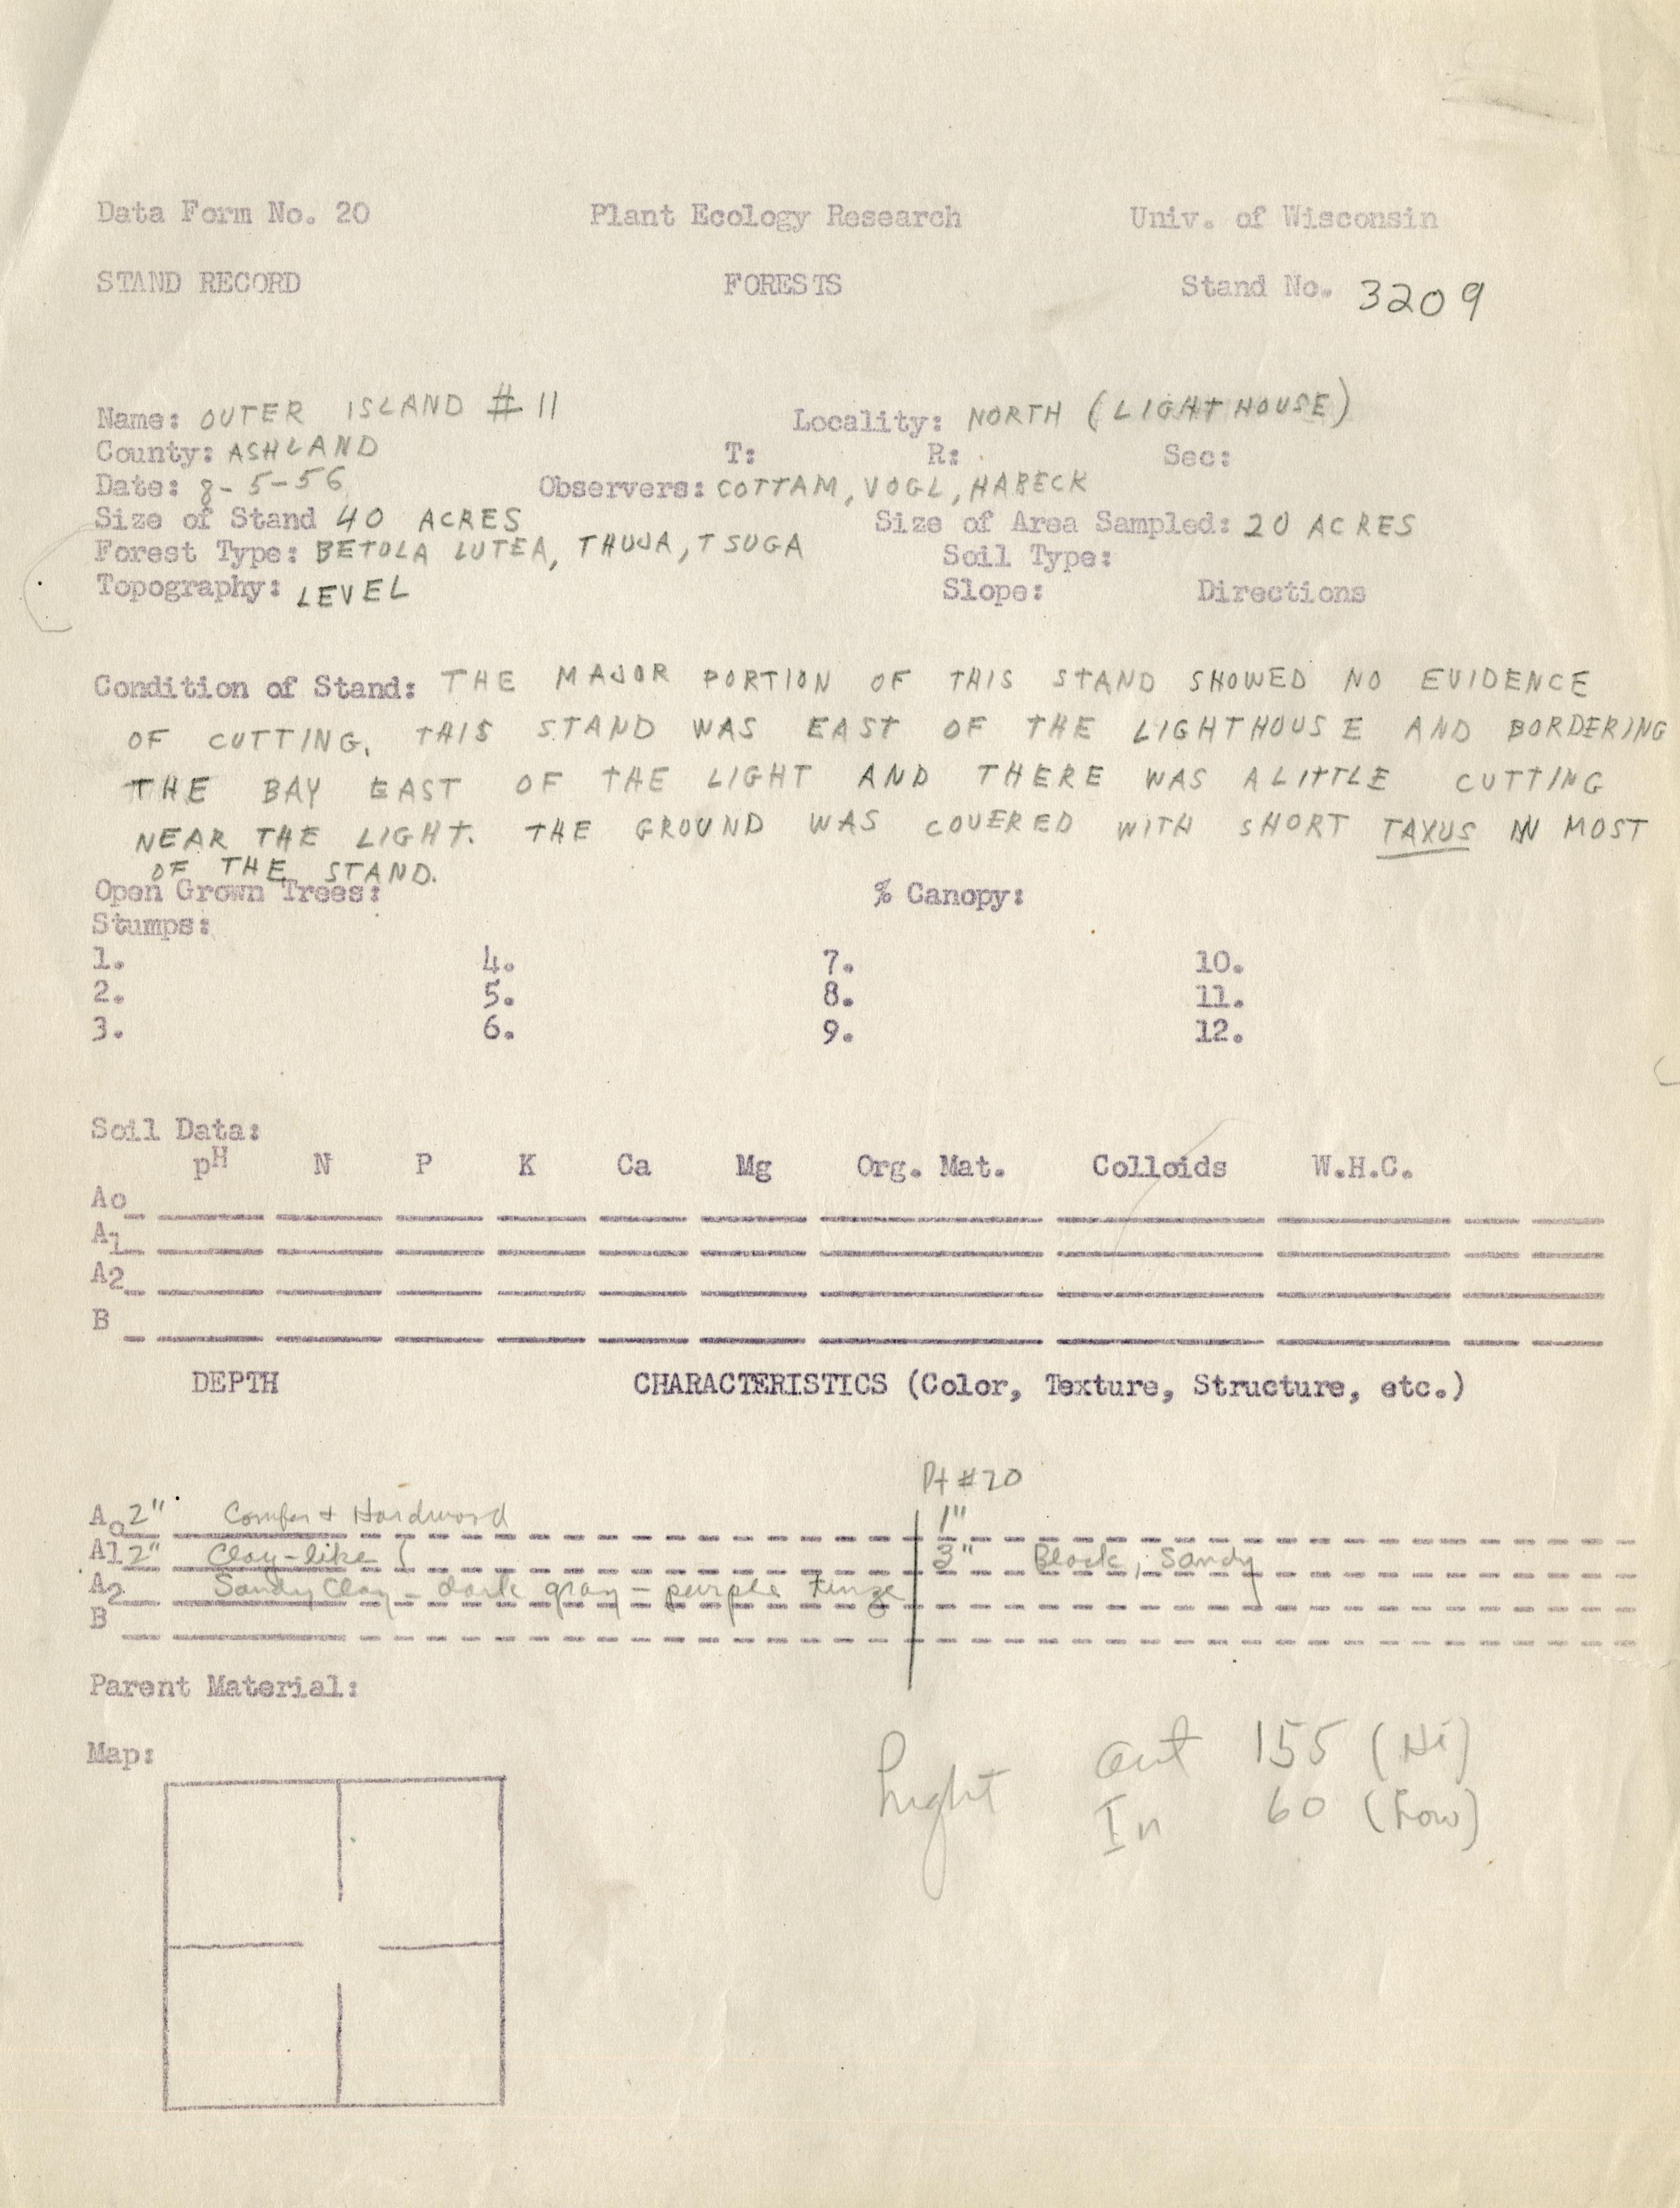 Data Form No. 20 Plant Ecology Research Univ. of Wisconsin
STAND RECORD FORESTS Stand No. 3209
Name: OUTER ISLAND # 11 Locality: NORTH (LIGHTHOUSE)
County: ASHLAND T: R: Sec:
Date: 8-5-56 Observers: COTTAM, VOGL, HABECK
Size of Stand 40 ACRES Size of Area Sampled: 20 ACRES
Forest Type: BETOLA LUTEA, THUJA, TSUGA Soil Type:
Topography: LEVEL Slope: Directions
Condition of Stand: THE MAJOR PORTION OF THIS STAND SHOWED NO EVIDENCE
OF CUTTING. THIS STAND WAS EAST OF THE LIGHTHOUSE AND BORDERING
THE BAY EAST OF THE LIGHT AND THERE WAS A LITTLE CUTTING
NEAR THE LIGHT. THE GROUND WAS COVERED WITH SHORT TAXUS IN MOST
OF THE STAND.
Open Grown Trees: % Canopy:
Stumps:
1. 4. 7. 10.
2. 5. 8. 11.
3. 6. 9. 12.
Soil Data:
pH N P K Ca Mg Org. Mat. Colloids W.H.C.
Ao
A1
A2
B
DEPTH CHARACTERISTICS (Color, Texture, Structure, etc.)
Pt #20
Ao 2" Conifer + Hardwood 1"
A1 2" Clay-like 3" Black, Sandy
A2 Sandy Clay - dark gray - purple tinge
B
Parent Material:
Map:
Light Out 155 (Hi)
In 60 (Low)